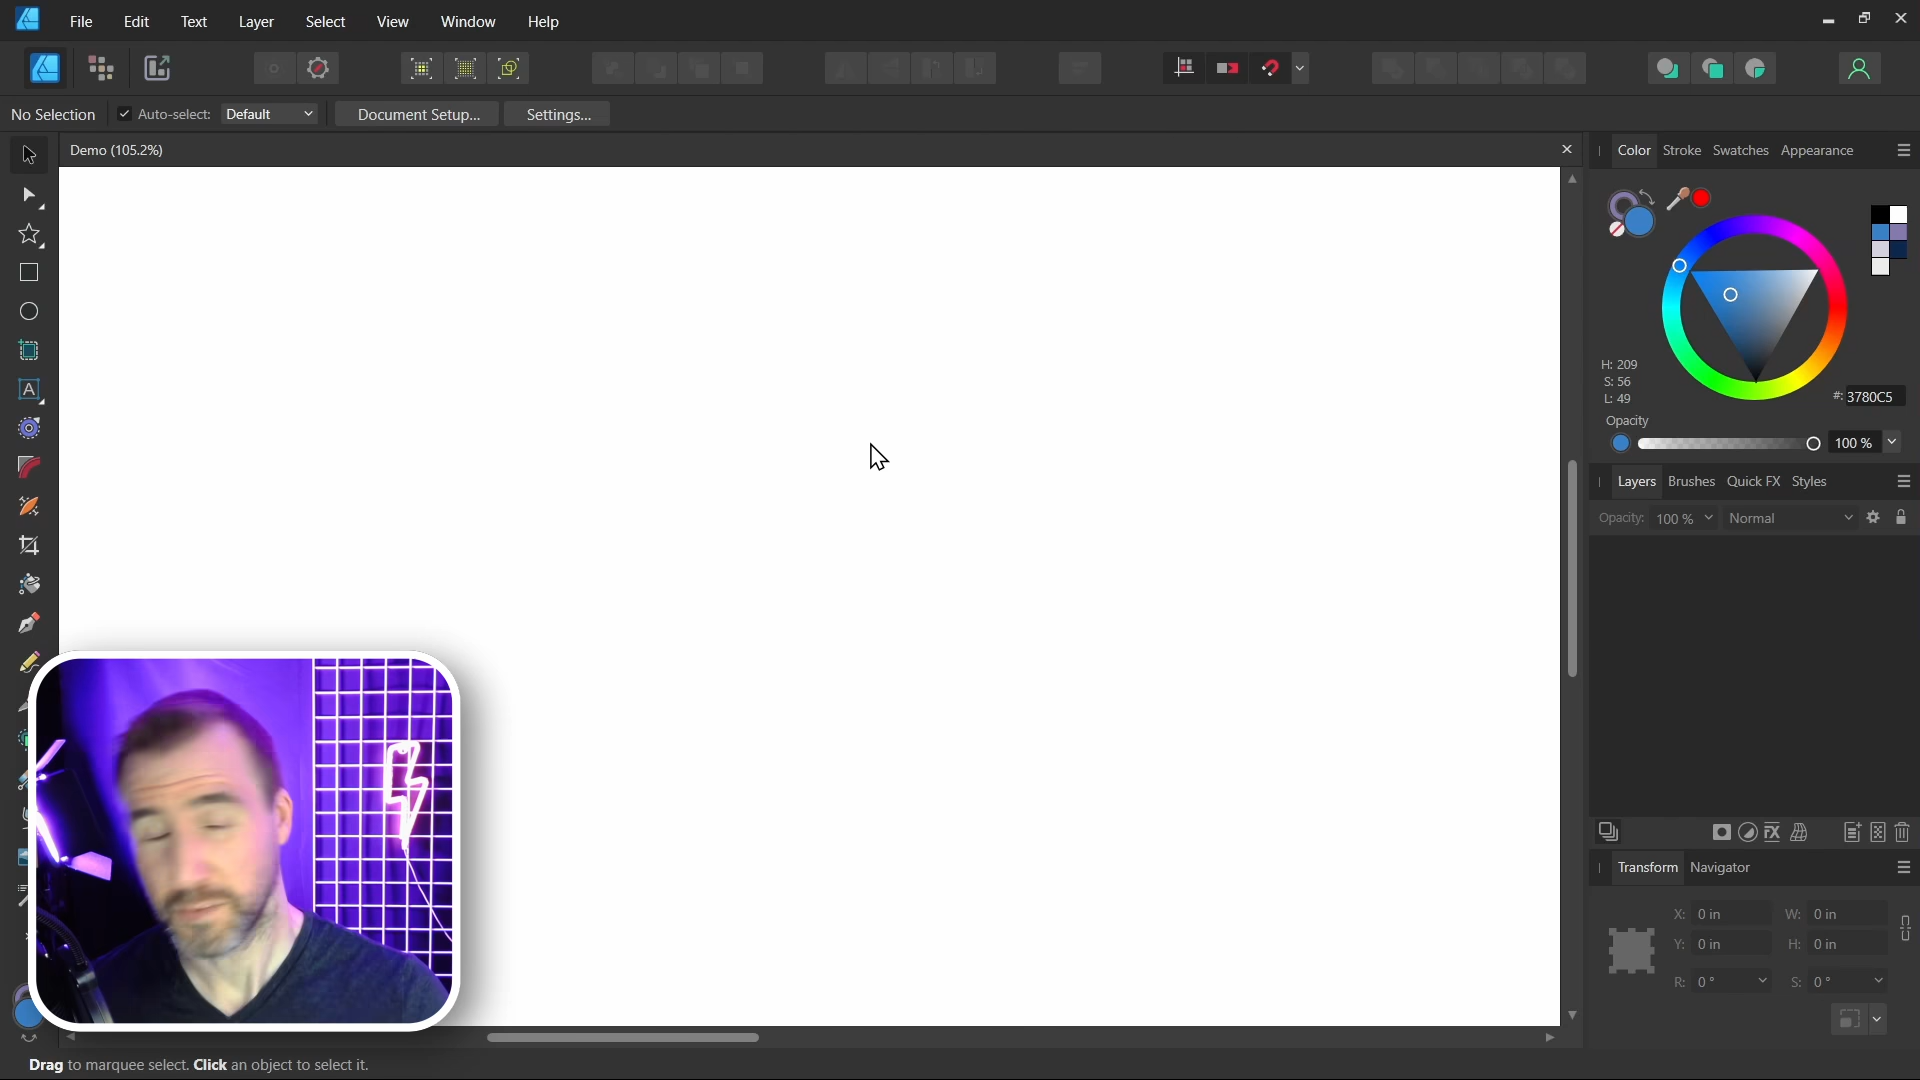 File Edit Text Layer Select View Window Help
No Selection Auto-select: Default Document Setup... Settings...
Demo (105.2%)
Color Stroke Swatches Appearance
H: 209
S: 56
L: 49
#: 3780C5
Opacity
100 %
Layers Brushes Quick FX Styles
Opacity: 100 % Normal
Transform Navigator
X: 0 in W: 0 in
Y: 0 in H: 0 in
R: 0 ° S: 0 °
Drag to marquee select. Click an object to select it.